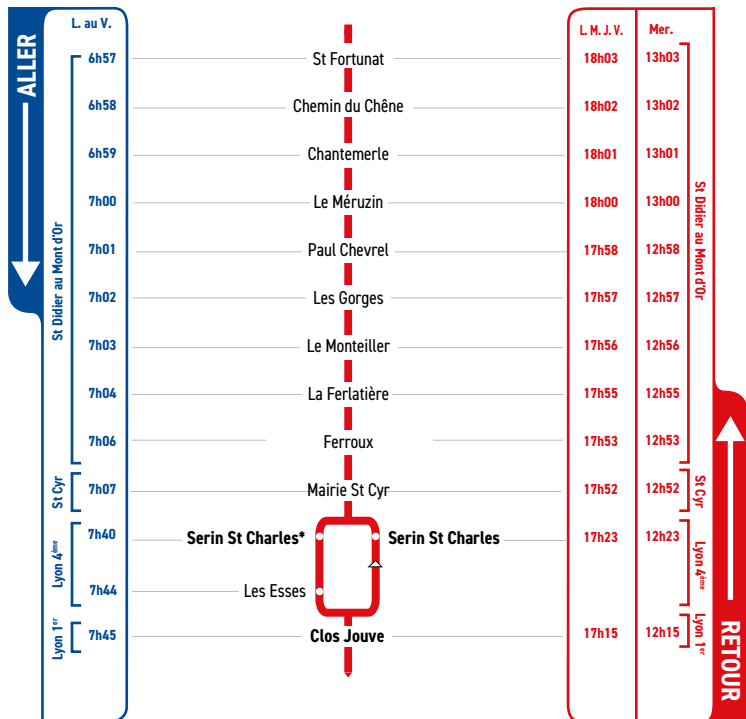 ALLER
L. au V.
L. M. J. V.
Mer.
6h57 St Fortunat 18h03 13h03
6h58 Chemin du Chêne 18h02 13h02
6h59 Chantemerle 18h01 13h01
7h00 Le Méruzin 18h00 13h00
7h01 Paul Chevrel 17h58 12h58
7h02 Les Gorges 17h57 12h57
7h03 Le Monteiller 17h56 12h56
7h04 La Ferlatière 17h55 12h55
7h06 Ferroux 17h53 12h53
St Didier au Mont d'Or
St Didier au Mont d'Or
7h07 Mairie St Cyr 17h52 12h52
St Cyr
St Cyr
7h40 Serin St Charles* Serin St Charles 17h23 12h23
7h44 Les Esses
Lyon 4ème
Lyon 4ème
7h45 Clos Jouve 17h15 12h15
Lyon 1er
Lyon 1er
RETOUR